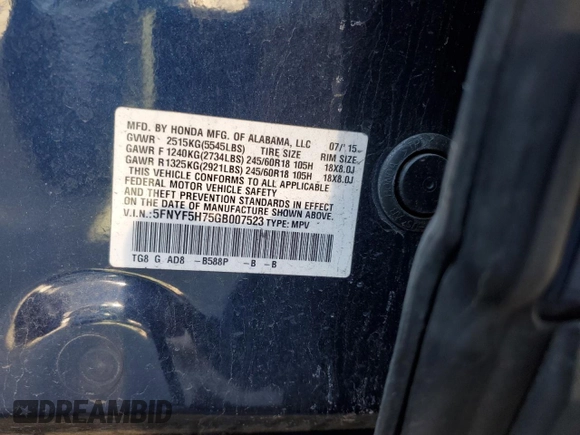 MFD. BY HONDA MFG. OF ALABAMA, LLC 07/'15
GVWR 2515KG(5545LBS) TIRE SIZE RIM SIZE
GAWR F 1240KG(2734LBS) 245/60R18 105H 18X8.0J
GAWR R1325KG(2921LBS) 245/60R18 105H 18X8.0J
THIS VEHICLE CONFORMS TO ALL APPLICABLE
FEDERAL MOTOR VEHICLE SAFETY, BUMPER,
AND THEFT PREVENTION STANDARDS IN EFFECT
ON THE DATE OF MANUFACTURE SHOWN ABOVE.
V.I.N.:5FNYF5H75GB007523 TYPE: MPV
TG8 G AD8 -B588P -B -B
DREAMBID